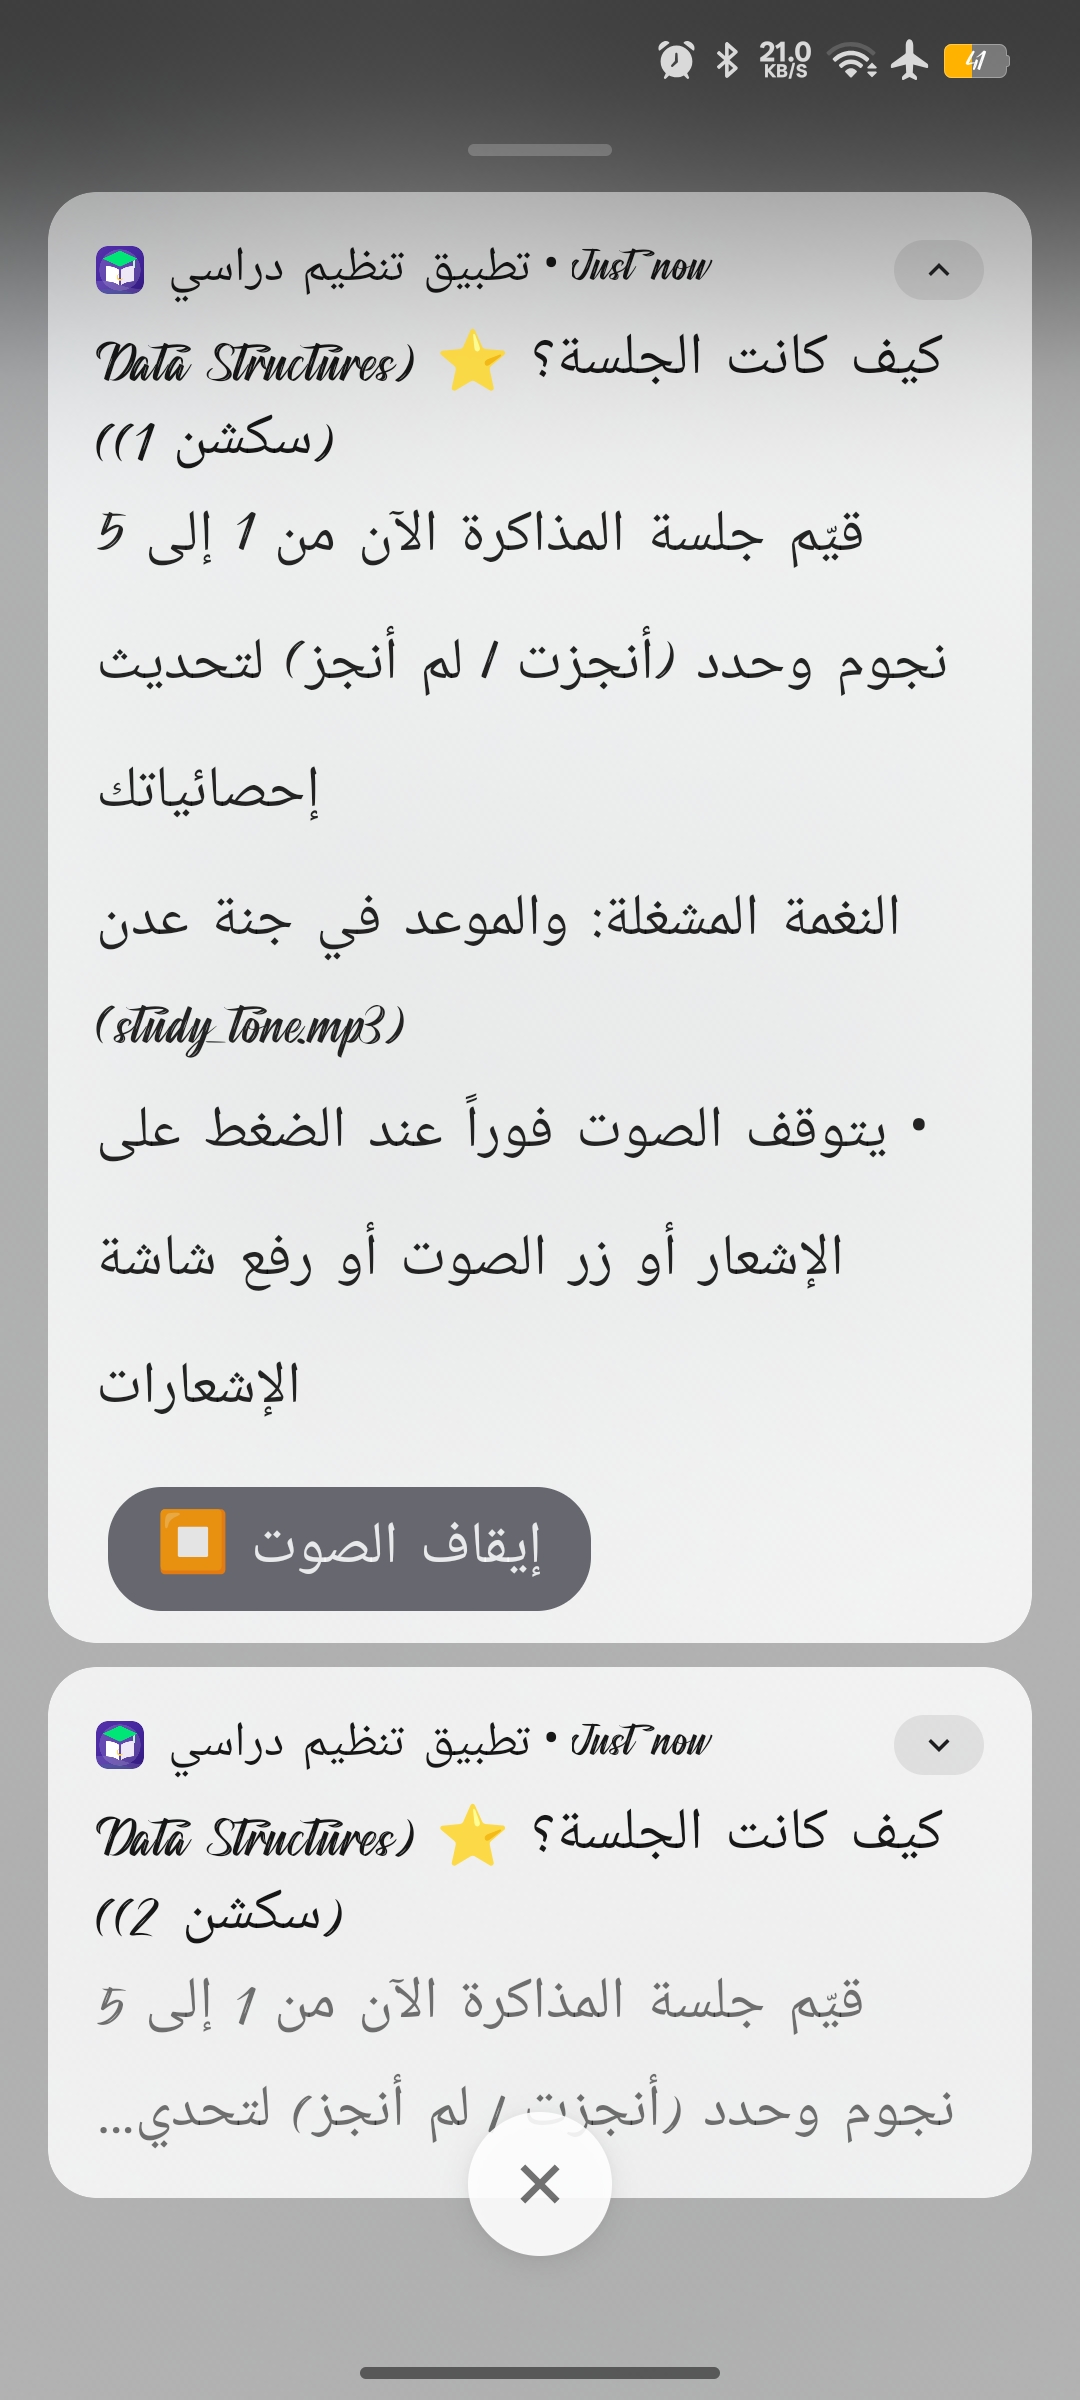 21.0
KB/S
41
تطبيق تنظيم دراسي • Just now
كيف كانت الجلسة؟ ⭐ (Data Structures
(سكشن 1))
قيّم جلسة المذاكرة الآن من 1 إلى 5
نجوم وحدد (أنجزت / لم أنجز) لتحديث
إحصائياتك
النغمة المشغلة: والموعد في جنة عدن
(study_tone.mp3)
• يتوقف الصوت فوراً عند الضغط على
الإشعار أو زر الصوت أو رفع شاشة
الإشعارات
إيقاف الصوت ⏹️
تطبيق تنظيم دراسي • Just now
كيف كانت الجلسة؟ ⭐ (Data Structures
(سكشن 2))
قيّم جلسة المذاكرة الآن من 1 إلى 5
نجوم وحدد (أنجزت / لم أنجز) لتحدي...